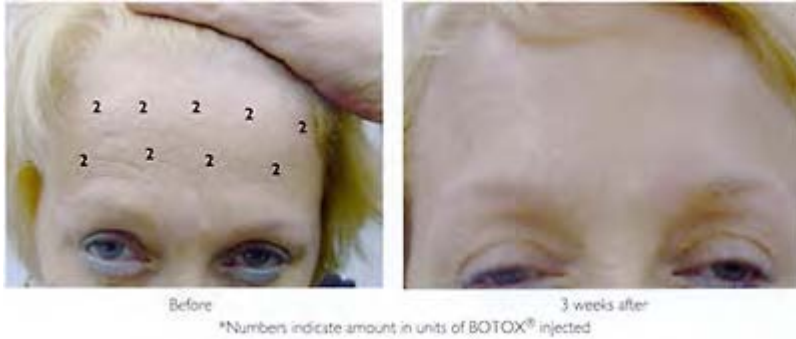 2 2 2 2 2
2 2 2 2
Before 3 weeks after
*Numbers indicate amount in units of BOTOX® injected